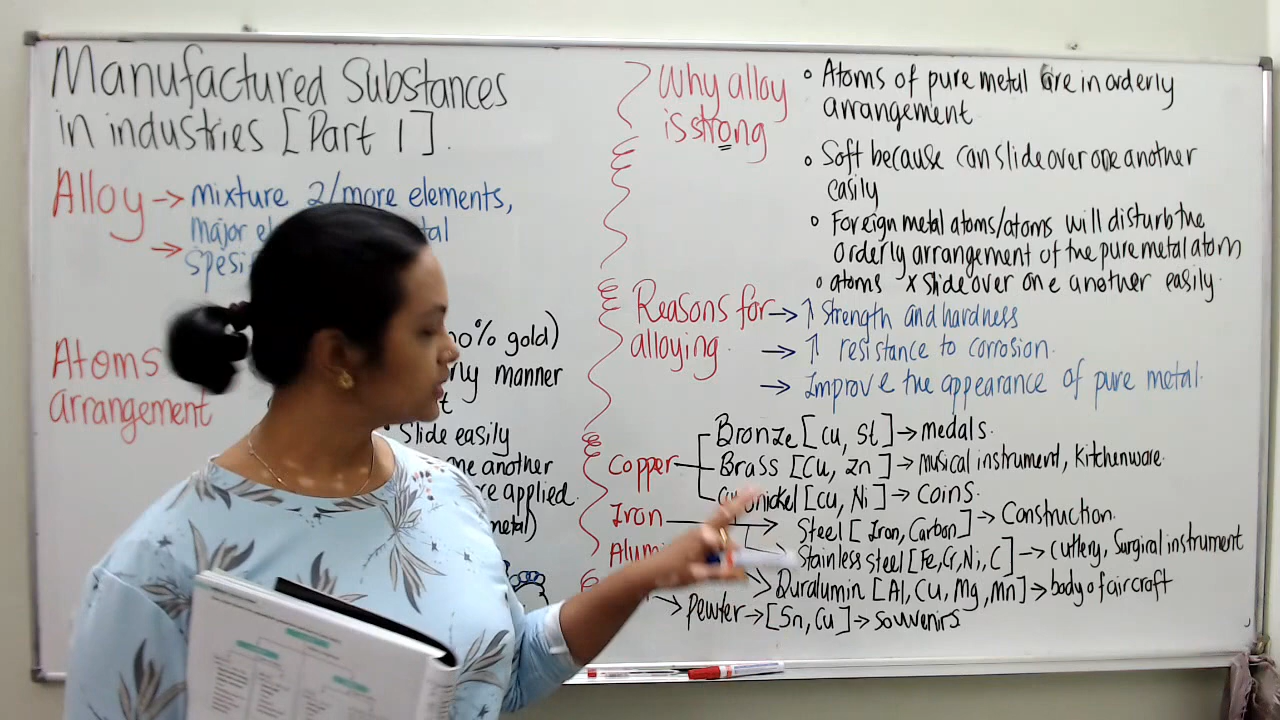 Manufactured Substances
in industries [Part 1].
Alloy → mixture 2/more elements,
major
→
Atoms
arrangement
gold)
manner
• Slide easily
another
applied.
metal)
Why alloy
is strong
• Atoms of pure metal are in orderly
arrangement
• Soft because can slide over one another
easily
• Foreign metal atoms/atoms will disturb the
orderly arrangement of the pure metal atom
• atoms x slide over one another easily.
Reasons for
alloying.
→ ↑ strength and hardness
→ ↑ resistance to corrosion.
→ Improve the appearance of pure metal.
Copper
Bronze [Cu, St] → medals.
Brass [Cu, Zn] → musical instrument, kitchenware.
[Cu, Ni] → Coins.
Iron → Steel [Iron, Carbon] → Construction.
Stainless steel [Fe, Cr, Ni, C] → cutlery, Surgical instrument
Duralumin [Al, Cu, Mg, Mn] → body of aircraft
→ Pewter → [Sn, Cu] → souvenirs